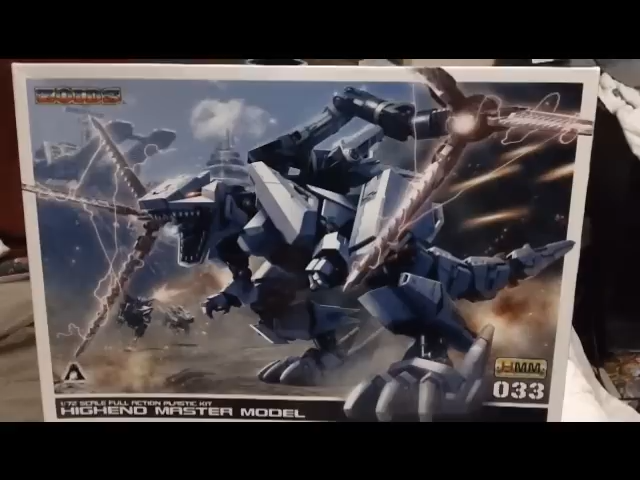 ZOIDS
HMM
033
1/72 SCALE FULL ACTION PLASTIC KIT
HIGHEND MASTER MODEL